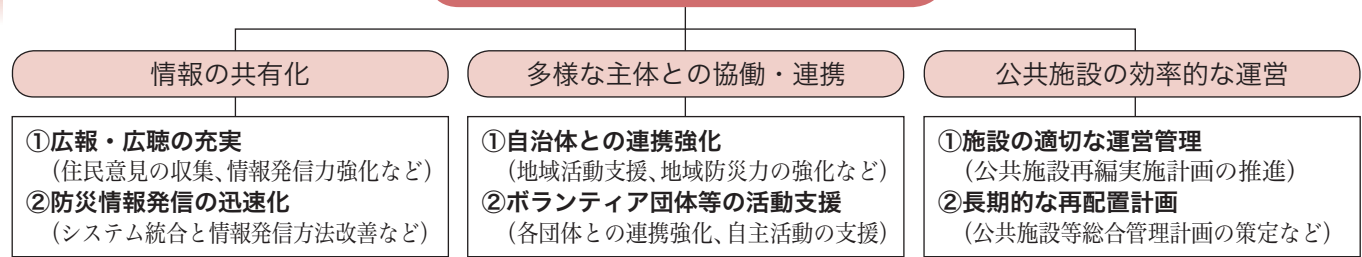 情報の共有化
①広報・広聴の充実
（住民意見の収集、情報発信力強化など）
②防災情報発信の迅速化
（システム統合と情報発信方法改善など）
多様な主体との協働・連携
①自治体との連携強化
（地域活動支援、地域防災力の強化など）
②ボランティア団体等の活動支援
（各団体との連携強化、自主活動の支援）
公共施設の効率的な運営
①施設の適切な運営管理
（公共施設再編実施計画の推進）
②長期的な再配置計画
（公共施設等総合管理計画の策定など）